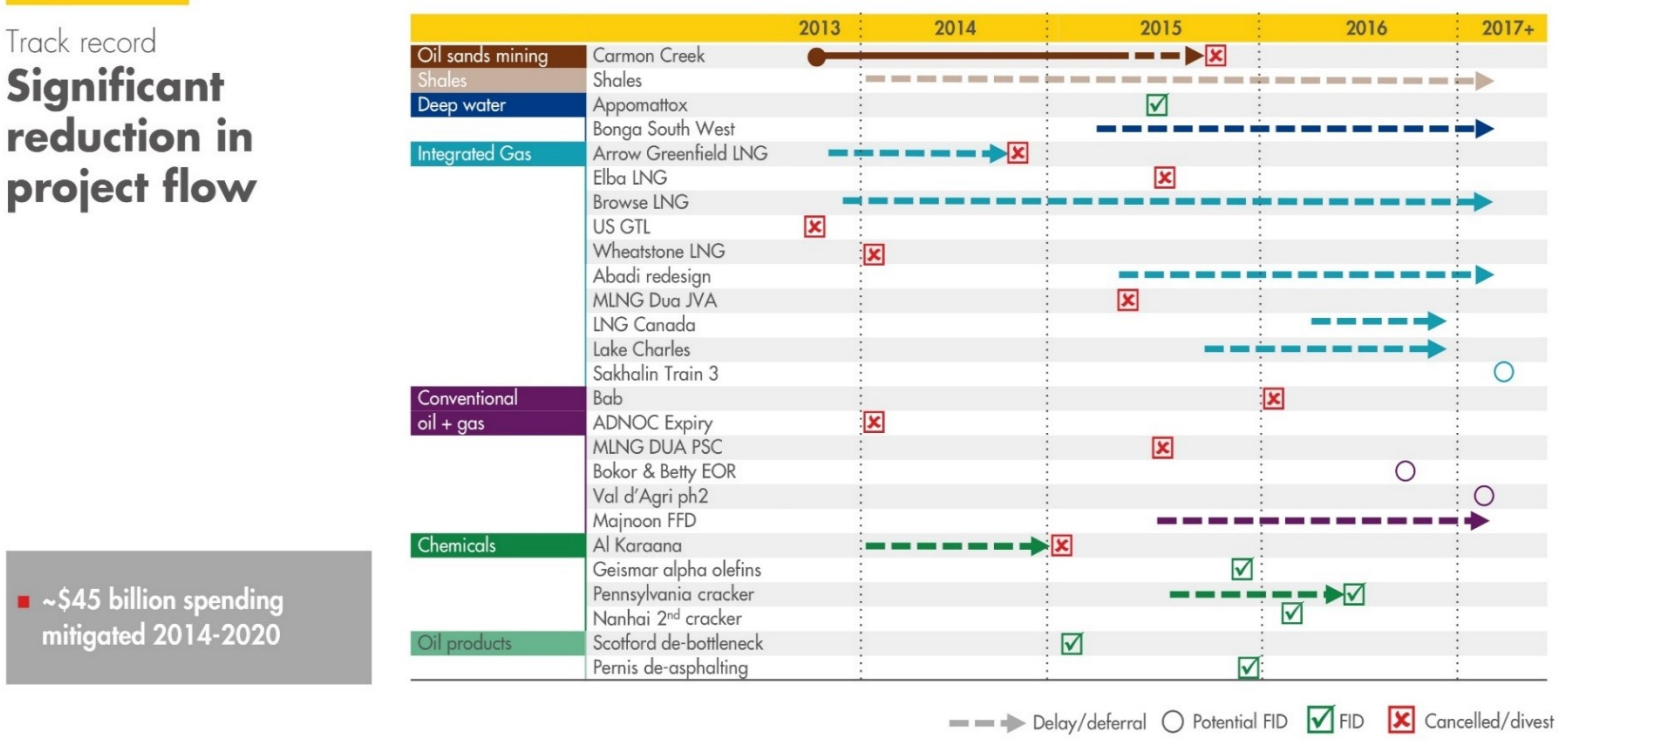 Track record
Significant
reduction in
project flow
~$45 billion spending
mitigated 2014-2020
2013 2014 2015 2016 2017+
Oil sands mining Carmon Creek
Shales Shales
Deep water Appomattox
Bonga South West
Integrated Gas Arrow Greenfield LNG
Elba LNG
Browse LNG
US GTL
Wheatstone LNG
Abadi redesign
MLNG Dua JVA
LNG Canada
Lake Charles
Sakhalin Train 3
Conventional Bab
oil + gas ADNOC Expiry
MLNG DUA PSC
Bokor & Betty EOR
Val d'Agri ph2
Majnoon FFD
Chemicals Al Karaana
Geismar alpha olefins
Pennsylvania cracker
Nanhai 2nd cracker
Oil products Scotford de-bottleneck
Pernis de-asphalting
Delay/deferral Potential FID FID Cancelled/divest